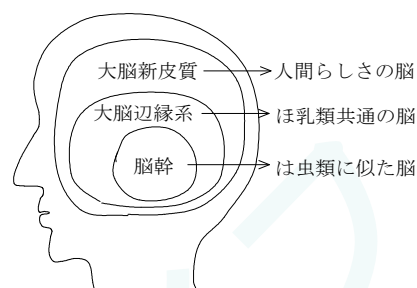 大脳新皮質 → 人間らしさの脳
大脳辺縁系 → ほ乳類共通の脳
脳幹 → は虫類に似た脳